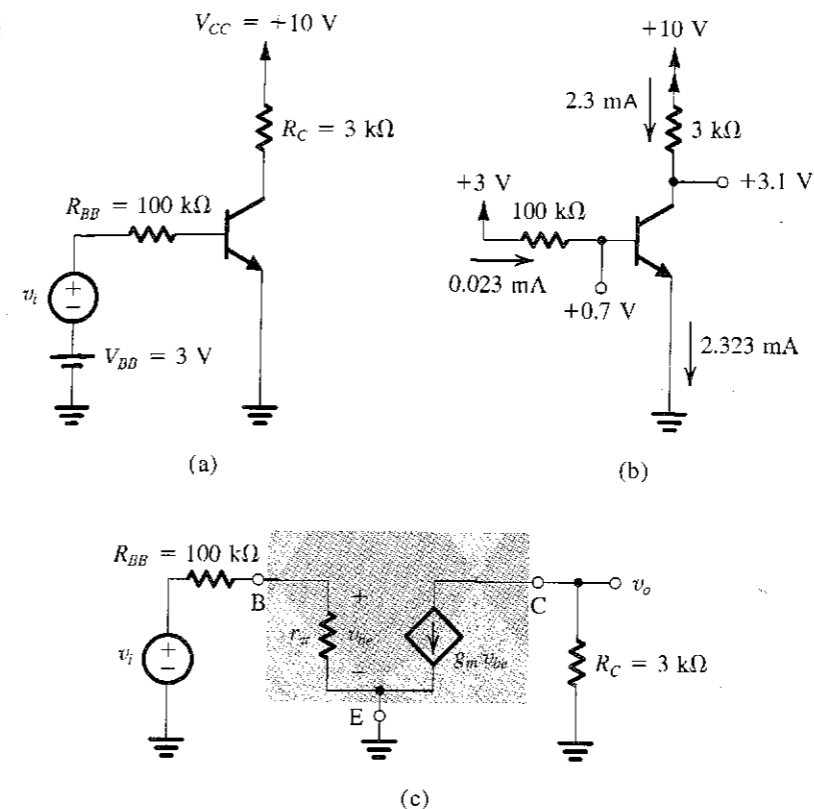 V_CC = +10 V
R_C = 3 kΩ
R_BB = 100 kΩ
v_i
+
−
V_BB = 3 V
(a)
+10 V
2.3 mA
3 kΩ
+3.1 V
+3 V
100 kΩ
0.023 mA
+0.7 V
2.323 mA
(b)
R_BB = 100 kΩ
B
+
r_π
v_be
−
g_m v_be
C
v_o
v_i
+
−
R_C = 3 kΩ
E
(c)